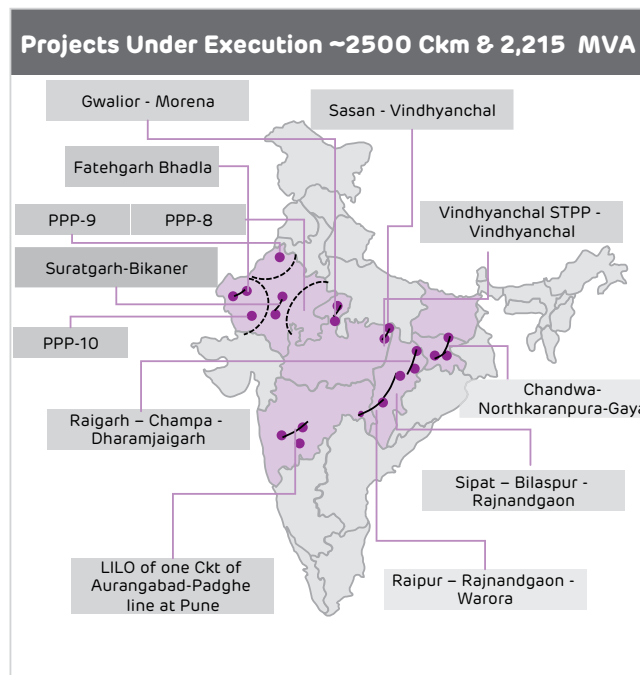 Projects Under Execution ~2500 Ckm & 2,215 MVA
Gwalior - Morena
Sasan - Vindhyanchal
Fatehgarh Bhadla
PPP-9
PPP-8
Vindhyanchal STPP -
Vindhyanchal
Suratgarh-Bikaner
PPP-10
Chandwa-
Northkaranpura-Gaya
Raigarh – Champa -
Dharamjaigarh
Sipat – Bilaspur -
Rajnandgaon
LILO of one Ckt of
Aurangabad-Padghe
line at Pune
Raipur – Rajnandgaon -
Warora